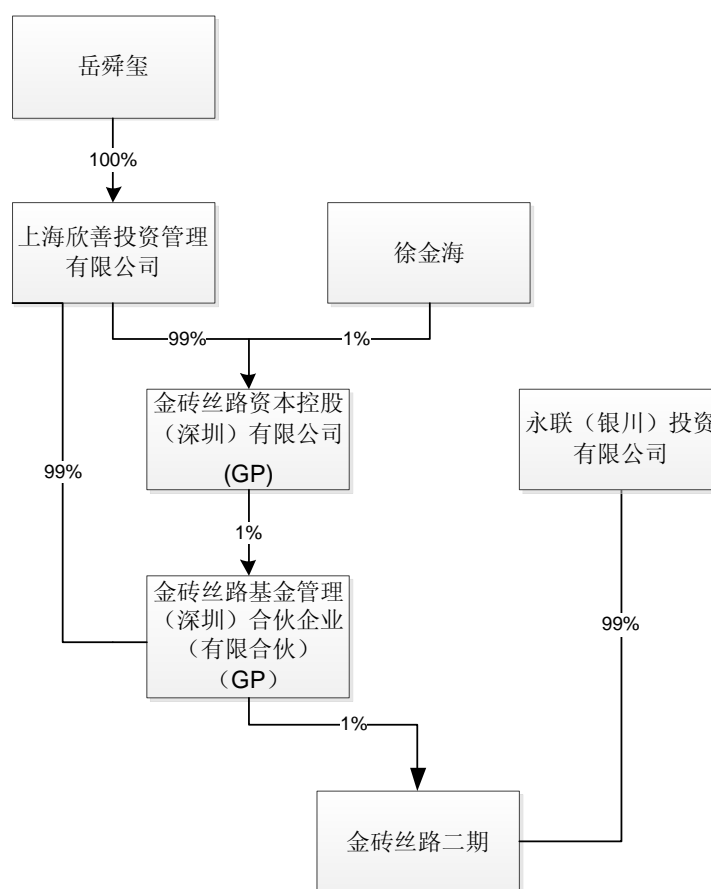 岳舜玺
100%
上海欣善投资管理
有限公司
徐金海
99%
1%
金砖丝路资本控股
（深圳）有限公司
(GP)
永联（银川）投资
有限公司
99%
1%
金砖丝路基金管理
（深圳）合伙企业
（有限合伙）
（GP）
99%
1%
金砖丝路二期